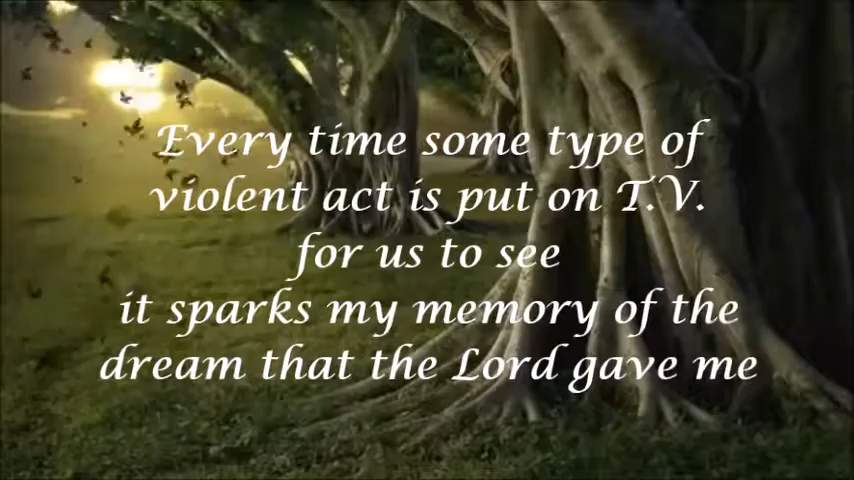 Every time some type of
violent act is put on T.V.
for us to see
it sparks my memory of the
dream that the Lord gave me